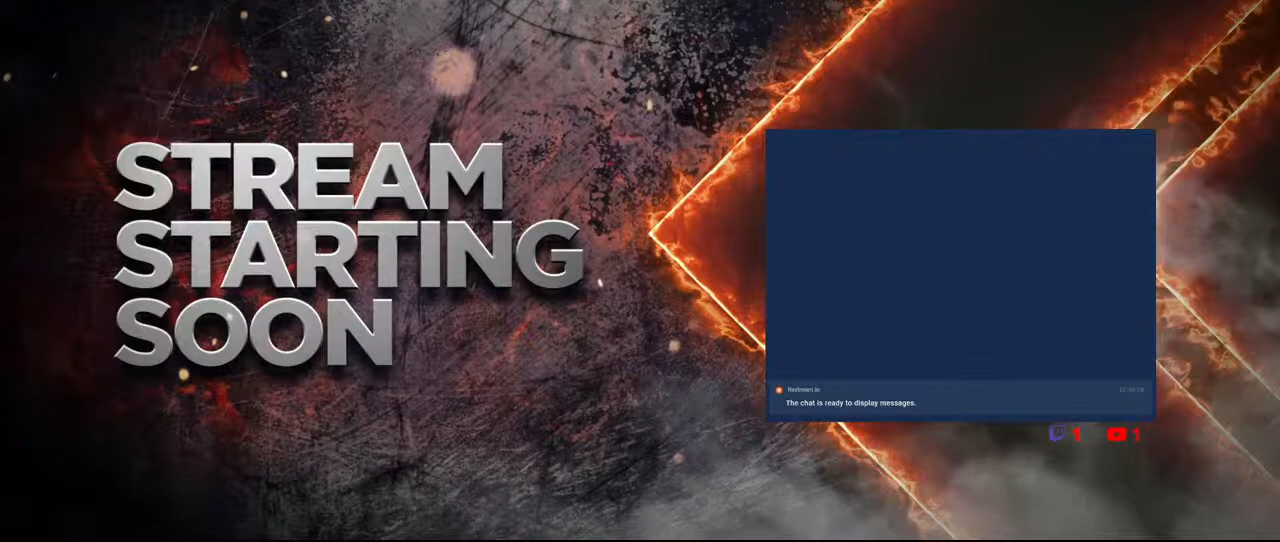 STREAM
STARTING
SOON
Restream.io
The chat is ready to display messages.
1 1